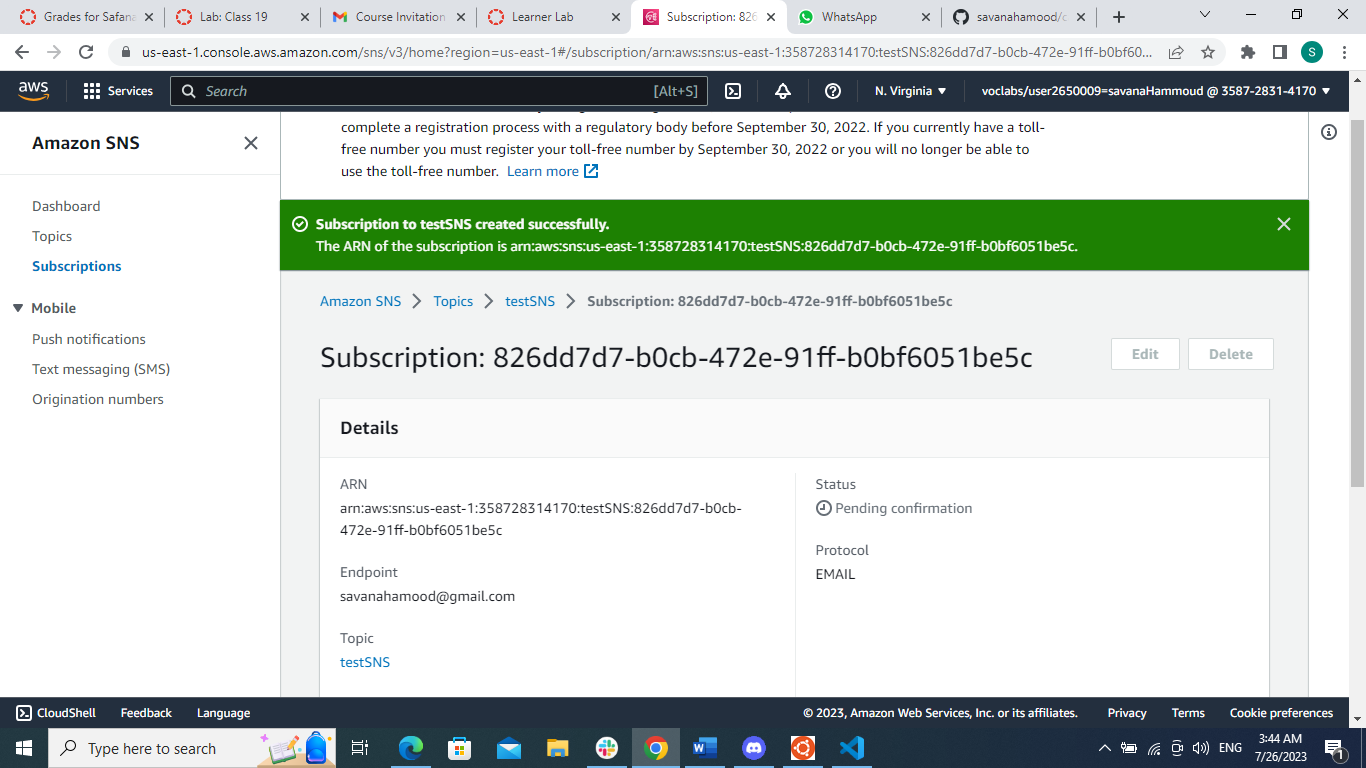 Grades for Safana
Lab: Class 19
Course Invitation
Learner Lab
Subscription: 826
WhatsApp
savanahamood/c
us-east-1.console.aws.amazon.com/sns/v3/home?region=us-east-1#/subscription/arn:aws:sns:us-east-1:358728314170:testSNS:826dd7d7-b0cb-472e-91ff-b0bf60...
S
aws
Services
Search
[Alt+S]
N. Virginia
voclabs/user2650009=savanaHammoud @ 3587-2831-4170
Amazon SNS
Dashboard
Topics
Subscriptions
Mobile
Push notifications
Text messaging (SMS)
Origination numbers
complete a registration process with a regulatory body before September 30, 2022. If you currently have a toll-
free number you must register your toll-free number by September 30, 2022 or you will no longer be able to
use the toll-free number. Learn more
Subscription to testSNS created successfully.
The ARN of the subscription is arn:aws:sns:us-east-1:358728314170:testSNS:826dd7d7-b0cb-472e-91ff-b0bf6051be5c.
Amazon SNS
Topics
testSNS
Subscription: 826dd7d7-b0cb-472e-91ff-b0bf6051be5c
Subscription: 826dd7d7-b0cb-472e-91ff-b0bf6051be5c
Edit
Delete
Details
ARN
arn:aws:sns:us-east-1:358728314170:testSNS:826dd7d7-b0cb-
472e-91ff-b0bf6051be5c
Endpoint
savanahamood@gmail.com
Topic
testSNS
Status
Pending confirmation
Protocol
EMAIL
CloudShell
Feedback
Language
© 2023, Amazon Web Services, Inc. or its affiliates.
Privacy
Terms
Cookie preferences
Type here to search
ENG
3:44 AM
7/26/2023
1